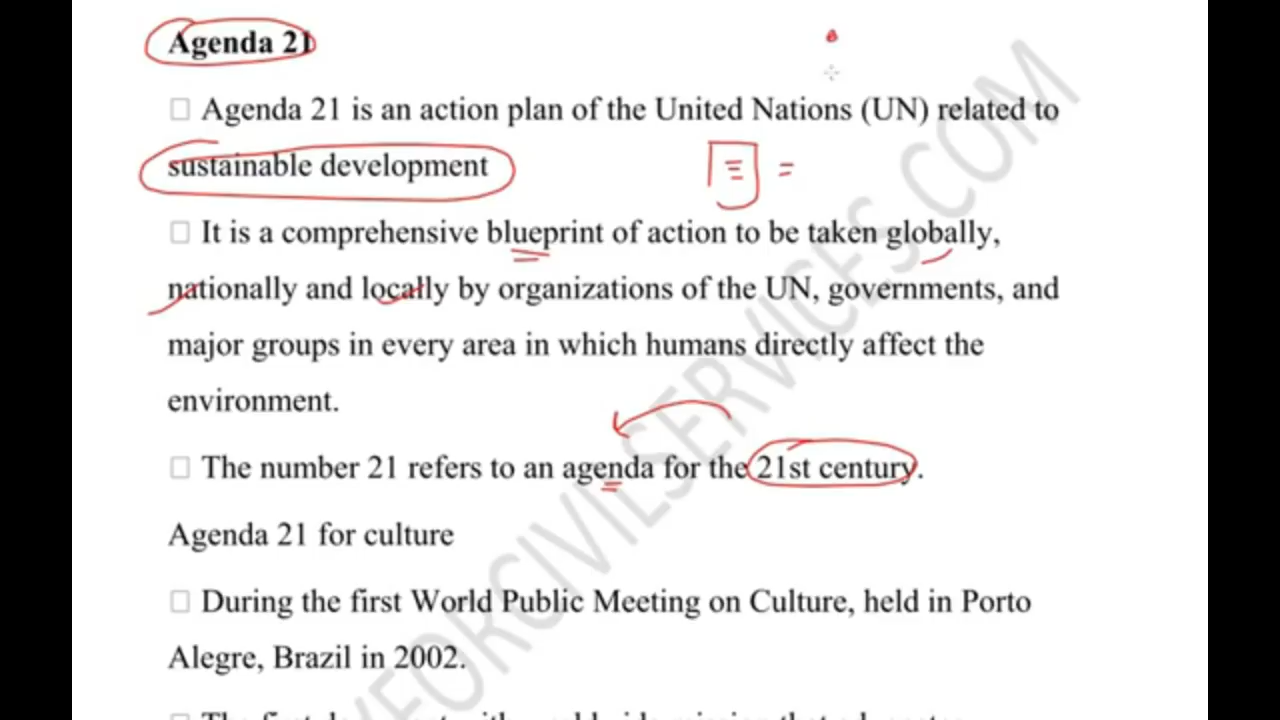 Agenda 21
□ Agenda 21 is an action plan of the United Nations (UN) related to
sustainable development
□ It is a comprehensive blueprint of action to be taken globally,
nationally and locally by organizations of the UN, governments, and
major groups in every area in which humans directly affect the
environment.
□ The number 21 refers to an agenda for the 21st century.
Agenda 21 for culture
□ During the first World Public Meeting on Culture, held in Porto
Alegre, Brazil in 2002.